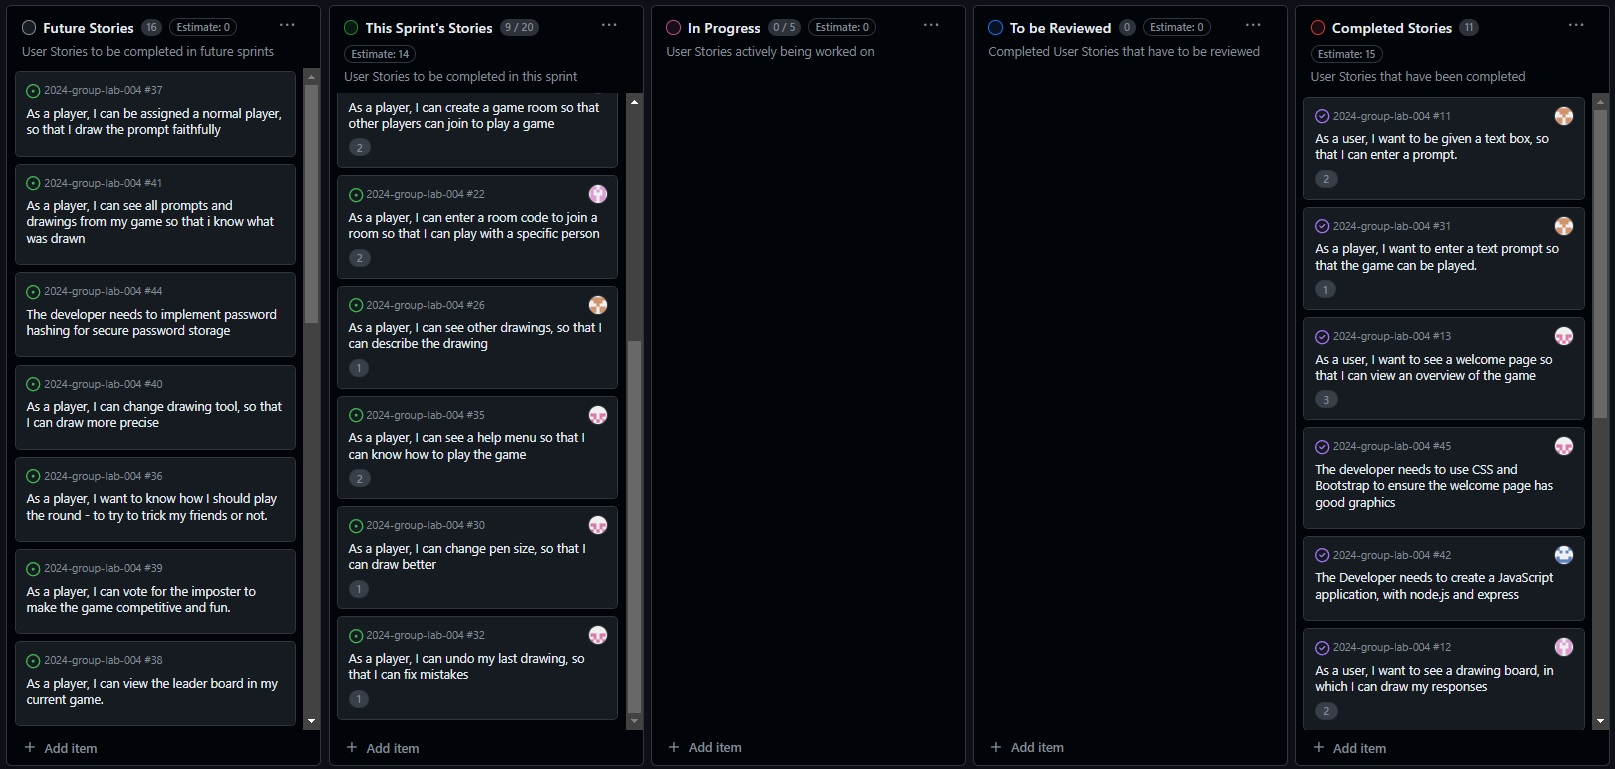 Future Stories 16 Estimate: 0 ...
User Stories to be completed in future sprints
2024-group-lab-004 #37
As a player, I can be assigned a normal player,
so that I draw the prompt faithfully
2024-group-lab-004 #41
As a player, I can see all prompts and
drawings from my game so that i know what
was drawn
2024-group-lab-004 #44
The developer needs to implement password
hashing for secure password storage
2024-group-lab-004 #40
As a player, I can change drawing tool, so that
I can draw more precise
2024-group-lab-004 #36
As a player, I want to know how I should play
the round - to try to trick my friends or not.
2024-group-lab-004 #39
As a player, I can vote for the imposter to
make the game competitive and fun.
2024-group-lab-004 #38
As a player, I can view the leader board in my
current game.
+ Add item
This Sprint's Stories 9 / 20 ...
Estimate: 14
User Stories to be completed in this sprint
As a player, I can create a game room so that
other players can join to play a game
2
2024-group-lab-004 #22
As a player, I can enter a room code to join a
room so that I can play with a specific person
2
2024-group-lab-004 #26
As a player, I can see other drawings, so that I
can describe the drawing
1
2024-group-lab-004 #35
As a player, I can see a help menu so that I
can know how to play the game
2
2024-group-lab-004 #30
As a player, I can change pen size, so that I
can draw better
1
2024-group-lab-004 #32
As a player, I can undo my last drawing, so
that I can fix mistakes
1
+ Add item
In Progress 0 / 5 Estimate: 0 ...
User Stories actively being worked on
+ Add item
To be Reviewed 0 Estimate: 0 ...
Completed User Stories that have to be reviewed
+ Add item
Completed Stories 11 ...
Estimate: 15
User Stories that have been completed
2024-group-lab-004 #11
As a user, I want to be given a text box, so
that I can enter a prompt.
2
2024-group-lab-004 #31
As a player, I want to enter a text prompt so
that the game can be played.
1
2024-group-lab-004 #13
As a user, I want to see a welcome page so
that I can view an overview of the game
3
2024-group-lab-004 #45
The developer needs to use CSS and
Bootstrap to ensure the welcome page has
good graphics
2024-group-lab-004 #42
The Developer needs to create a JavaScript
application, with node.js and express
2024-group-lab-004 #12
As a user, I want to see a drawing board, in
which I can draw my responses
2
+ Add item